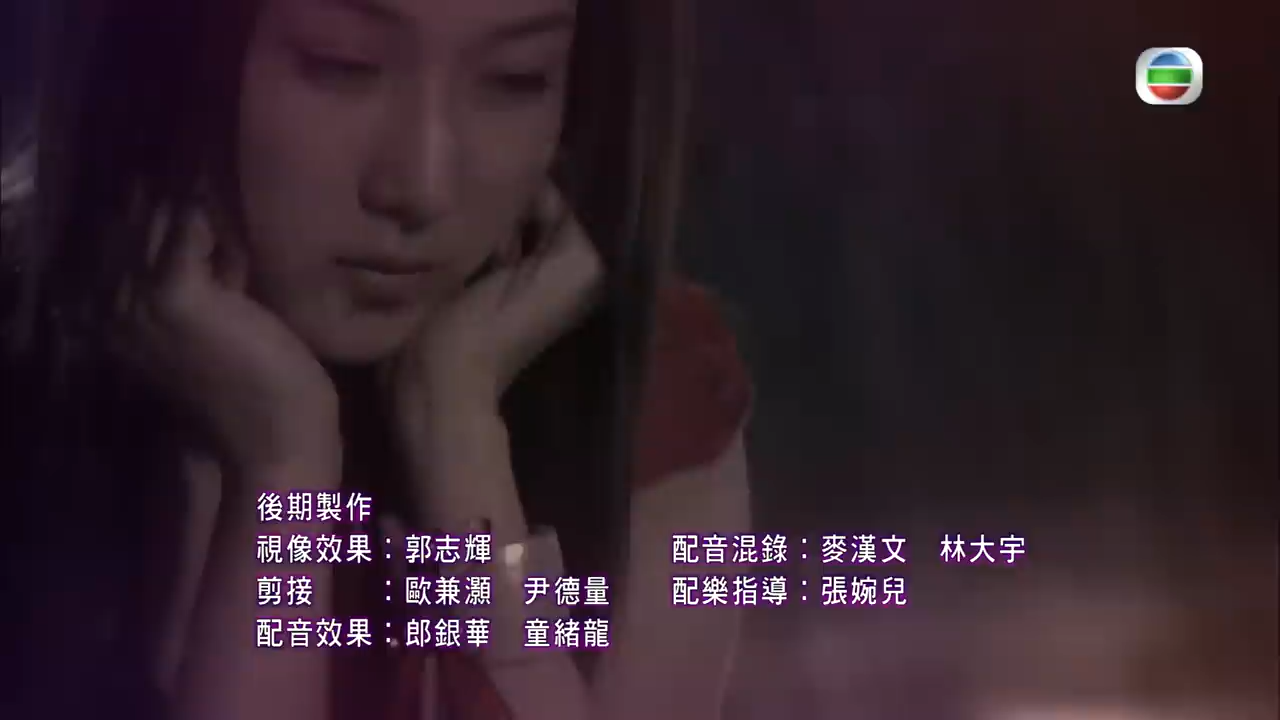 後期製作
視像效果：郭志輝
剪接　　：歐兼灝　尹德量
配音效果：郎銀華　童緒龍
配音混錄：麥漢文　林大宇
配樂指導：張婉兒